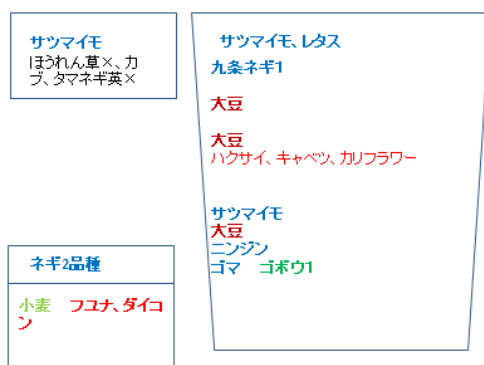 サツマイモ
ほうれん草×、カ
ブ、タマネギ英×
サツマイモ、レタス
九条ネギ1
大豆
大豆
ハクサイ、キャベツ、カリフラワー
サツマイモ
大豆
ニンジン
ゴマ ゴボウ1
ネギ2品種
小麦 フユナ、ダイコ
ン